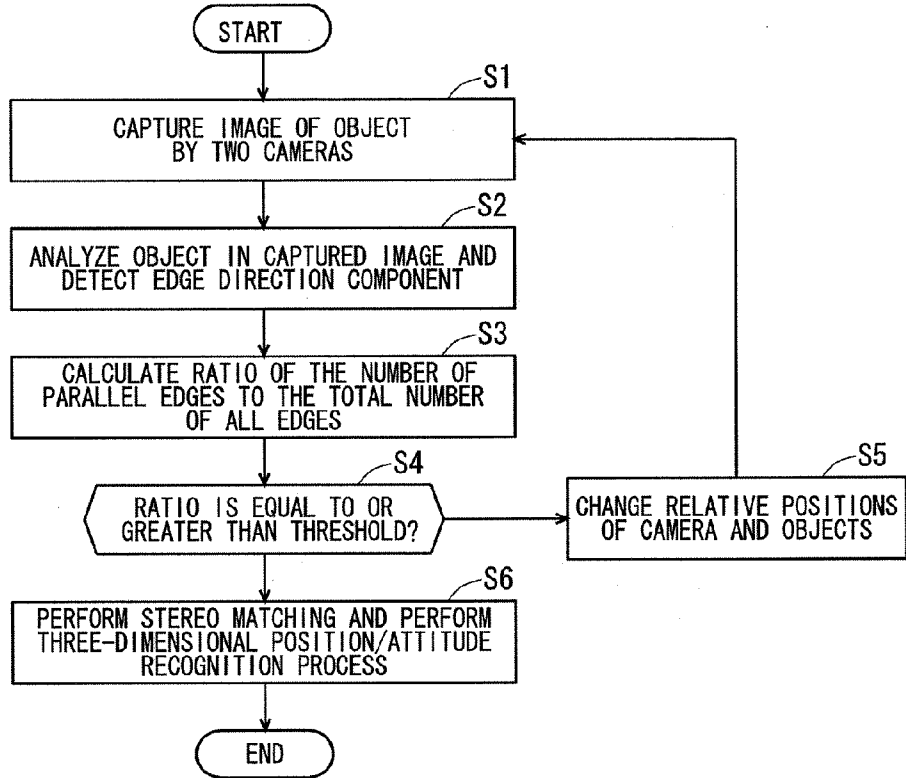 START
S1
CAPTURE IMAGE OF OBJECT
BY TWO CAMERAS
S2
ANALYZE OBJECT IN CAPTURED IMAGE AND
DETECT EDGE DIRECTION COMPONENT
S3
CALCULATE RATIO OF THE NUMBER OF
PARALLEL EDGES TO THE TOTAL NUMBER
OF ALL EDGES
S4
RATIO IS EQUAL TO OR
GREATER THAN THRESHOLD?
S5
CHANGE RELATIVE POSITIONS
OF CAMERA AND OBJECTS
S6
PERFORM STEREO MATCHING AND PERFORM
THREE-DIMENSIONAL POSITION/ATTITUDE
RECOGNITION PROCESS
END